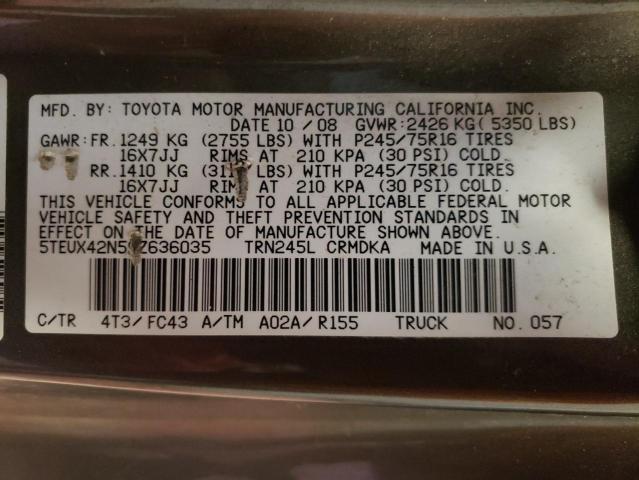 MFD. BY: TOYOTA MOTOR MANUFACTURING CALIFORNIA INC.
DATE 10 / 08 GVWR: 2426 KG( 5350 LBS)
GAWR: FR. 1249 KG (2755 LBS) WITH P245/75R16 TIRES
16X7JJ RIMS AT 210 KPA (30 PSI) COLD.
RR. 1410 KG LBS) WITH P245/75R16 TIRES
16X7JJ AT 210 KPA (30 PSI) COLD.
THIS VEHICLE CONFORMS TO ALL APPLICABLE FEDERAL MOTOR
VEHICLE SAFETY AND THEFT PREVENTION STANDARDS IN
EFFECT ON THE DATE OF MANUFACTURE SHOWN ABOVE.
TRN245L CRMDKA MADE IN U.S.A.
C/TR 4T3/ FC43 A/TM A02A/ R155 TRUCK NO. 057